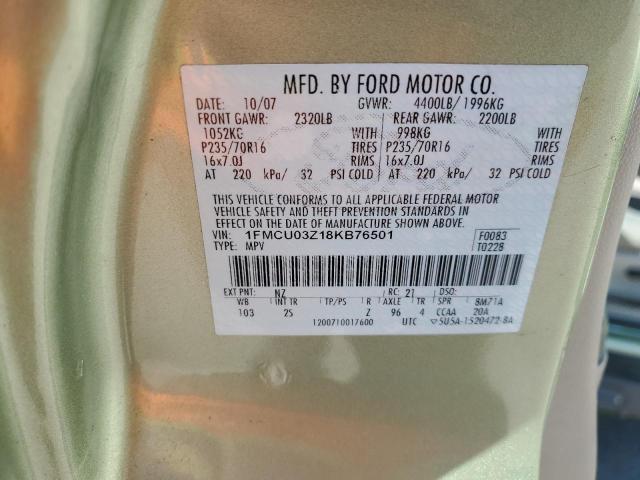 MFD. BY FORD MOTOR CO.
DATE: 10/07 GVWR: 4400LB/1996KG
FRONT GAWR: 2320LB REAR GAWR: 2200LB
1052KG WITH 998KG WITH
P235/70R16 TIRES P235/70R16 TIRES
16x7.0J RIMS 16x7.0J RIMS
AT 220 kPa/ 32 PSI COLD AT 220 kPa/ 32 PSI COLD
THIS VEHICLE CONFORMS TO ALL APPLICABLE FEDERAL MOTOR
VEHICLE SAFETY AND THEFT PREVENTION STANDARDS IN
EFFECT ON THE DATE OF MANUFACTURE SHOWN ABOVE.
VIN: 1FMCU03Z18KB76501 F0083
TYPE: MPV T0228
EXT PNT: NZ RC: 21 DSO:
WB INT TR TP/PS R AXLE TR SPR 8M71A
103 2S Z 96 4 CCAA 20A
1200710017600 UTC ▽5U5A-1520472-8A